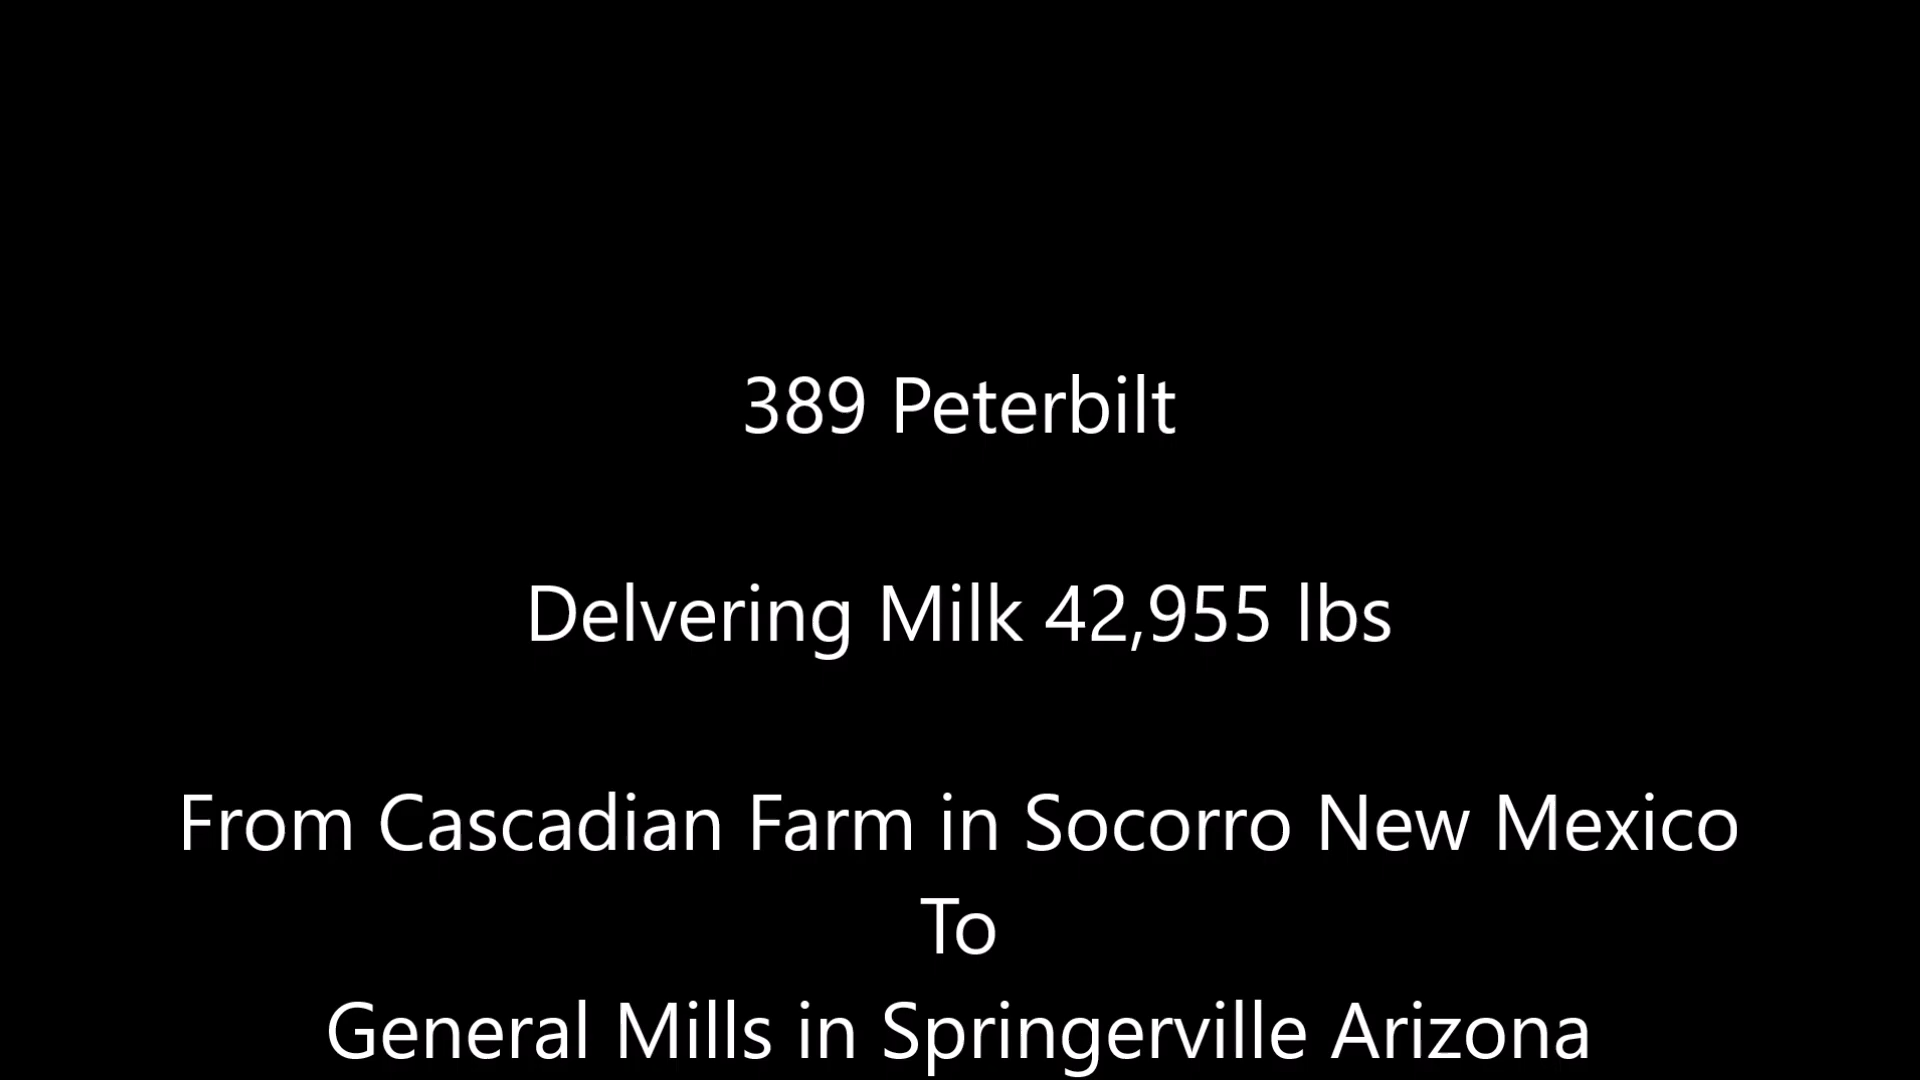 389 Peterbilt
Delvering Milk 42,955 lbs
From Cascadian Farm in Socorro New Mexico
To
General Mills in Springerville Arizona